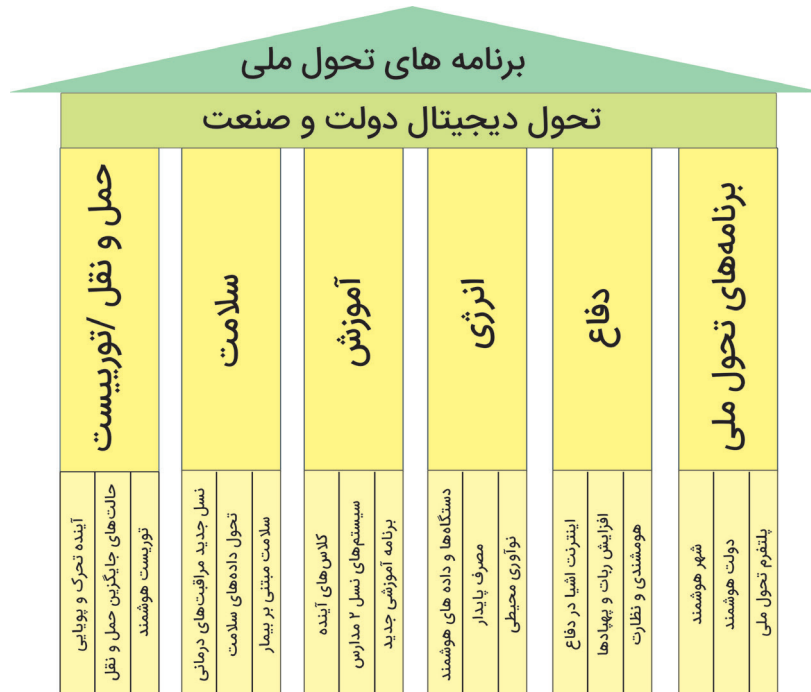 برنامه های تحول ملی
تحول دیجیتال دولت و صنعت
برنامه‌های تحول ملی
پلتفرم تحول ملی
دولت هوشمند
شهر هوشمند
دفاع
هومشندی و نظارت
افزایش ربات و پهپادها
اینترنت اشیا در دفاع
انرژی
نوآوری محیطی
مصرف پایدار
دستگاه‌ها و داده های هوشمند
آموزش
برنامه آموزشی جدید
سیستم‌های نسل ۲ مدارس
کلاس‌های آینده
سلامت
سلامت مبتنی بر بیمار
تحول داده‌های سلامت
نسل جدید مراقبت‌های درمانی
حمل و نقل /توربیست
توریست هوشمند
حالت‌های جایگزین حمل و نقل
آینده تحرک و پویایی